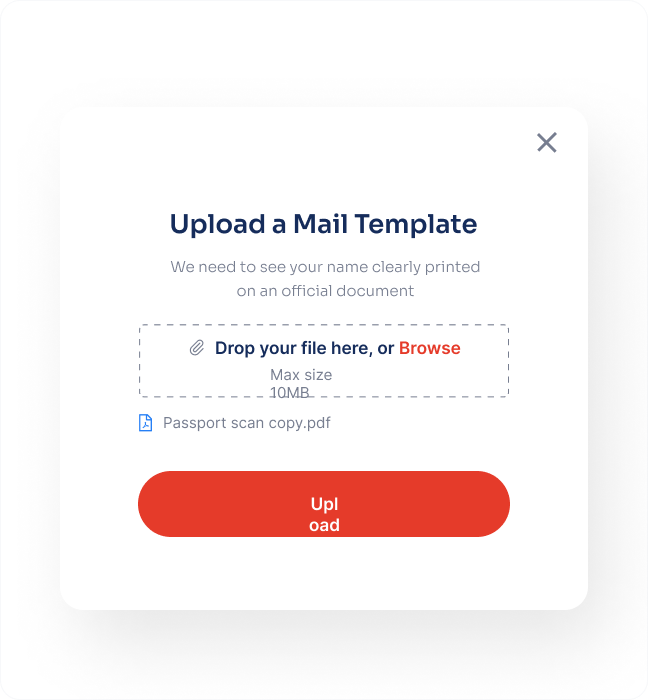 Upload a Mail Template
We need to see your name clearly printed
on an official document
Drop your file here, or Browse
Max size
10MB
Passport scan copy.pdf
Upl
oad